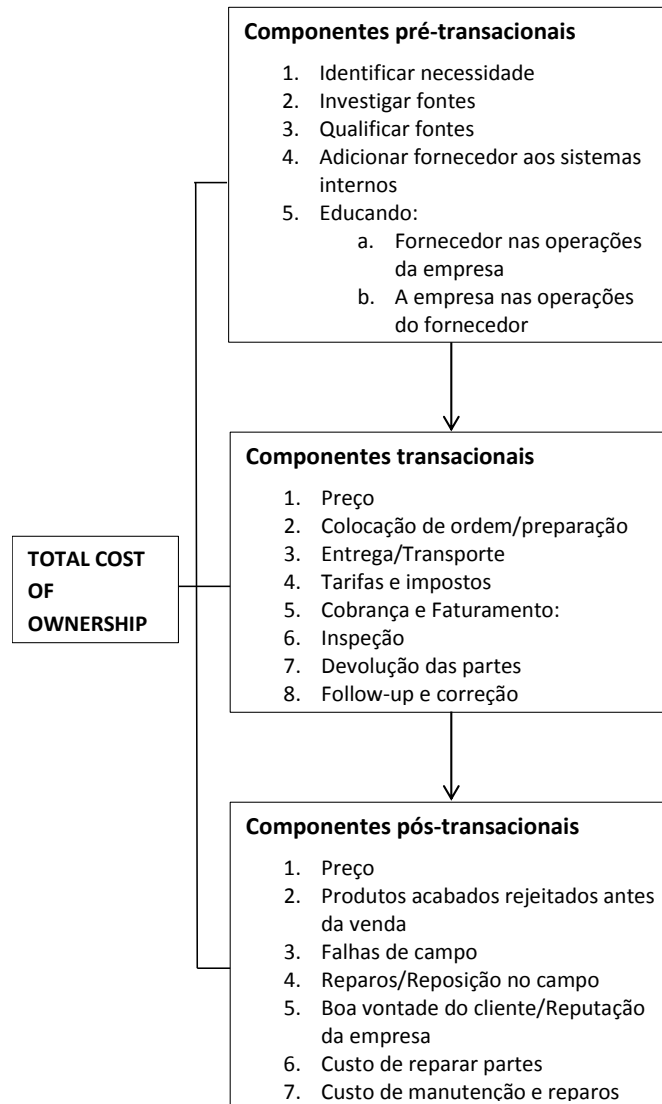 Componentes pré-transacionais
1. Identificar necessidade
2. Investigar fontes
3. Qualificar fontes
4. Adicionar fornecedor aos sistemas
internos
5. Educando:
a. Fornecedor nas operações
da empresa
b. A empresa nas operações
do fornecedor
TOTAL COST
OF
OWNERSHIP
Componentes transacionais
1. Preço
2. Colocação de ordem/preparação
3. Entrega/Transporte
4. Tarifas e impostos
5. Cobrança e Faturamento:
6. Inspeção
7. Devolução das partes
8. Follow-up e correção
Componentes pós-transacionais
1. Preço
2. Produtos acabados rejeitados antes
da venda
3. Falhas de campo
4. Reparos/Reposição no campo
5. Boa vontade do cliente/Reputação
da empresa
6. Custo de reparar partes
7. Custo de manutenção e reparos